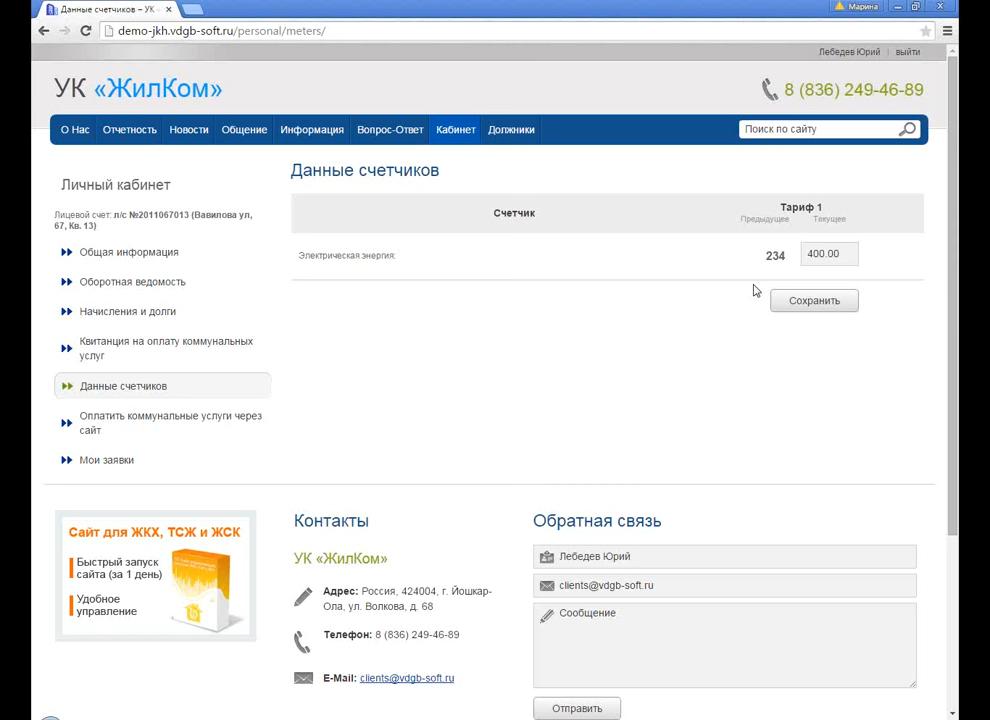 Данные счетчиков – УК
Марина
demo-jkh.vdgb-soft.ru/personal/meters/
Лебедев Юрий | выйти
УК «ЖилКом»
8 (836) 249-46-89
О Нас Отчетность Новости Общение Информация Вопрос-Ответ Кабинет Должники
Поиск по сайту
Личный кабинет
Лицевой счет: л/с №2011067013 (Вавилова ул,
67, Кв. 13)
Общая информация
Оборотная ведомость
Начисления и долги
Квитанция на оплату коммунальных
услуг
Данные счетчиков
Оплатить коммунальные услуги через
сайт
Мои заявки
Данные счетчиков
Счетчик
Тариф 1
Предыдущее Текущее
Электрическая энергия:
234
400.00
Сохранить
Сайт для ЖКХ, ТСЖ и ЖСК
Быстрый запуск
сайта (за 1 день)
Удобное
управление
Контакты
УК «ЖилКом»
Адрес: Россия, 424004, г. Йошкар-
Ола, ул. Волкова, д. 68
Телефон: 8 (836) 249-46-89
E-Mail: clients@vdgb-soft.ru
Обратная связь
Лебедев Юрий
clients@vdgb-soft.ru
Сообщение
Отправить